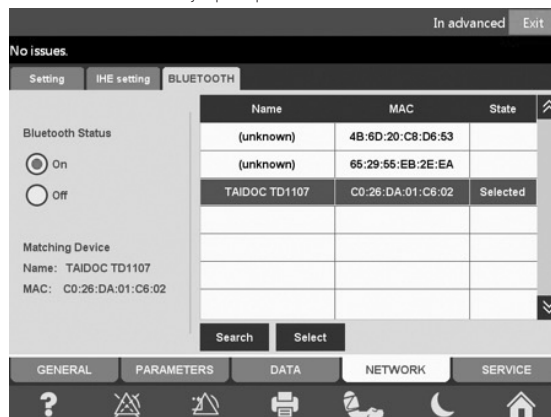 In advanced Exit
No issues.
Setting IHE setting BLUETOOTH
Name MAC State
Bluetooth Status
(unknown) 4B:6D:20:C8:D6:53
On
(unknown) 65:29:55:EB:2E:EA
Off
TAIDOC TD1107 C0:26:DA:01:C6:02 Selected
Matching Device
Name: TAIDOC TD1107
MAC: C0:26:DA:01:C6:02
Search Select
GENERAL PARAMETERS DATA NETWORK SERVICE
?